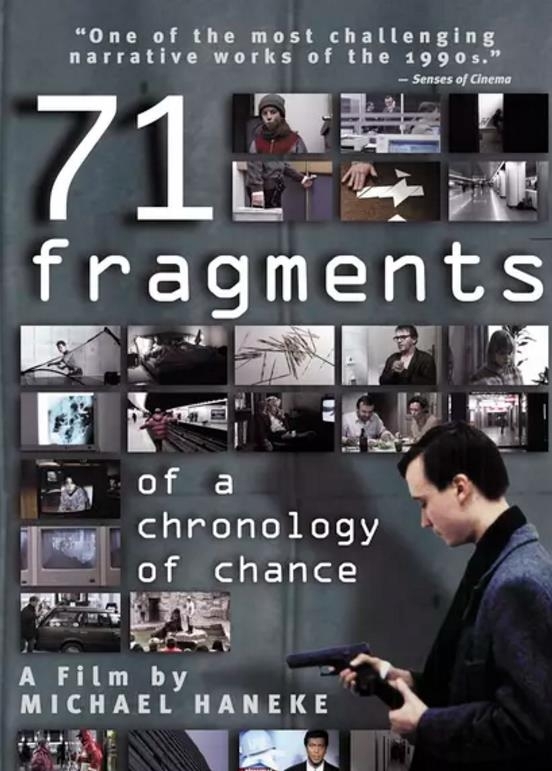 “One of the most challenging
narrative works of the 1990s.”
— Senses of Cinema
71
fragments
of a
chronology
of chance
A Film by
MICHAEL HANEKE